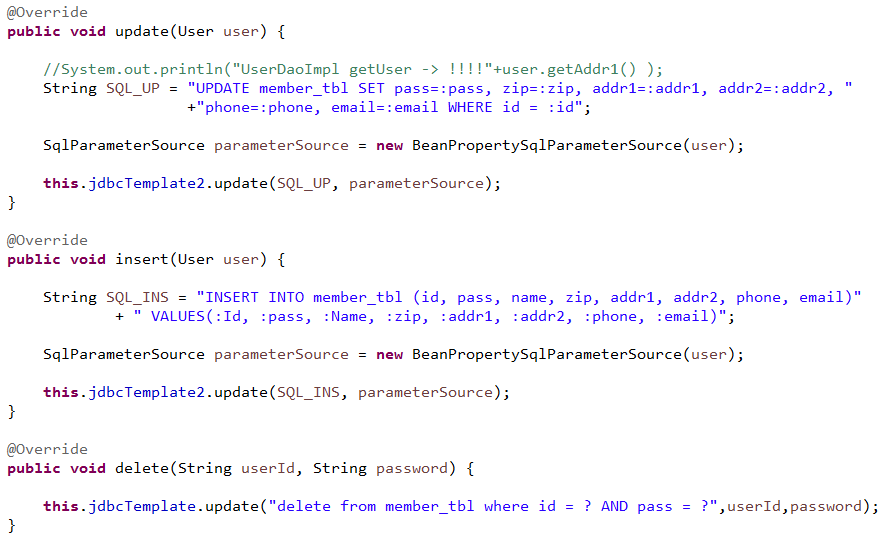 @Override
public void update(User user) {
//System.out.println("UserDaoImpl getUser -> !!!!"+user.getAddr1() );
String SQL_UP = "UPDATE member_tbl SET pass=:pass, zip=:zip, addr1=:addr1, addr2=:addr2, "
+"phone=:phone, email=:email WHERE id = :id";
SqlParameterSource parameterSource = new BeanPropertySqlParameterSource(user);
this.jdbcTemplate2.update(SQL_UP, parameterSource);
}
@Override
public void insert(User user) {
String SQL_INS = "INSERT INTO member_tbl (id, pass, name, zip, addr1, addr2, phone, email)"
+ " VALUES(:Id, :pass, :Name, :zip, :addr1, :addr2, :phone, :email)";
SqlParameterSource parameterSource = new BeanPropertySqlParameterSource(user);
this.jdbcTemplate2.update(SQL_INS, parameterSource);
}
@Override
public void delete(String userId, String password) {
this.jdbcTemplate.update("delete from member_tbl where id = ? AND pass = ?",userId,password);
}